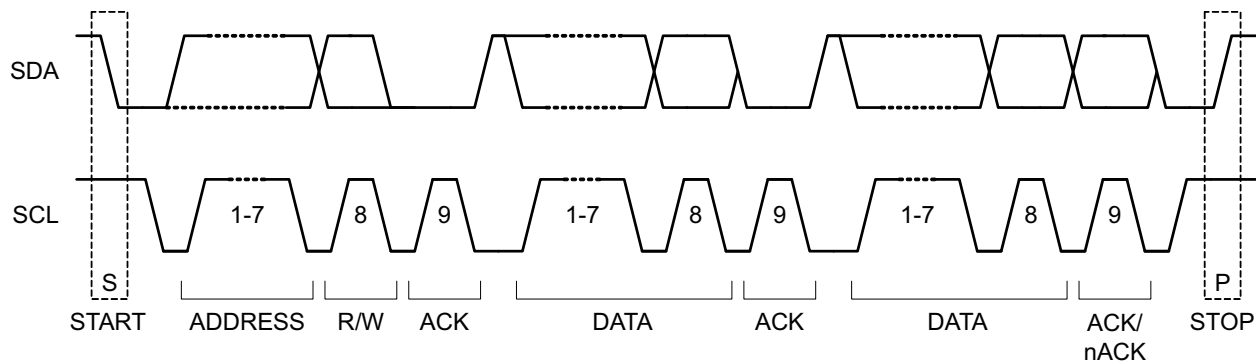 SDA
SCL
1-7
8
9
1-7
8
9
1-7
8
9
S
P
START
ADDRESS
R/W
ACK
DATA
ACK
DATA
ACK/
nACK
STOP